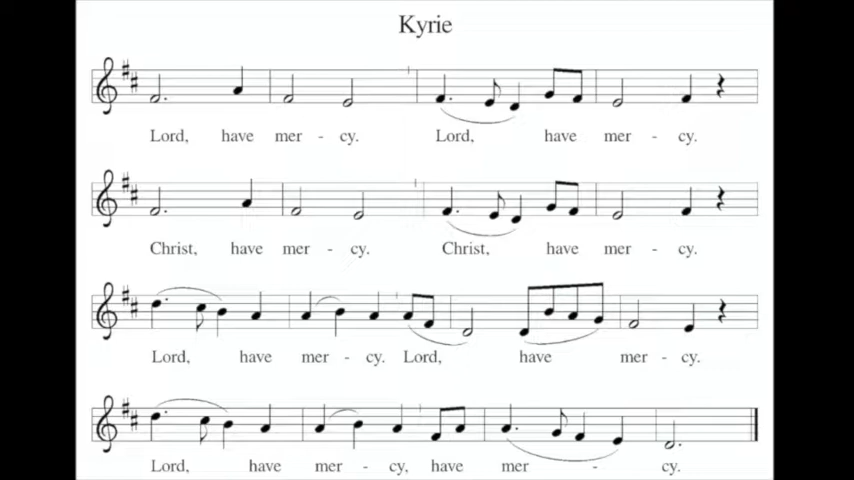 Kyrie
Lord, have mer - cy. Lord, have mer - cy.
Christ, have mer - cy. Christ, have mer - cy.
Lord, have mer - cy. Lord, have mer - cy.
Lord, have mer - cy, have mer - cy.